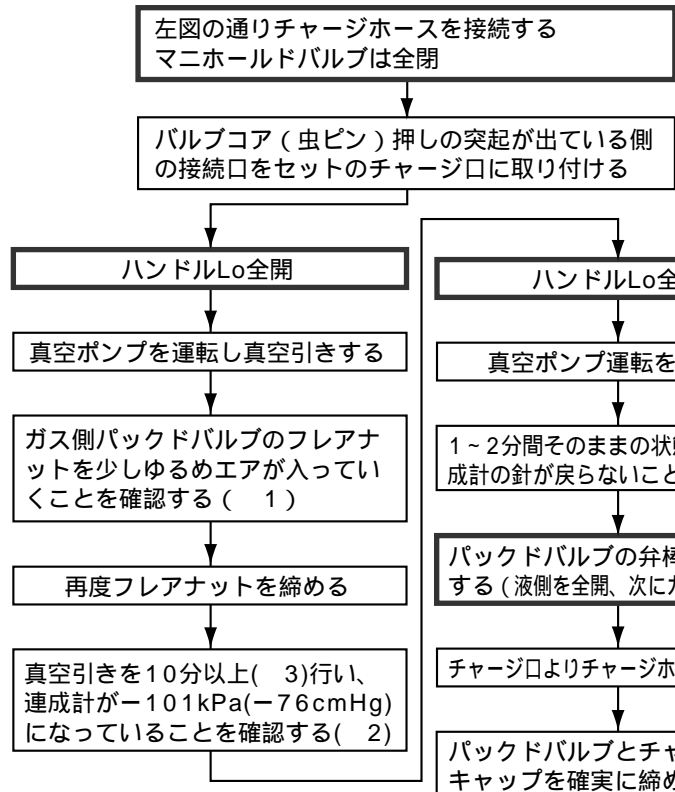 左図の通りチャージホースを接続する
マニホールドバルブは全閉
バルブコア（虫ピン）押しの突起が出ている側
の接続口をセットのチャージ口に取り付ける
ハンドルLo全開
真空ポンプを運転し真空引きする
ガス側パックドバルブのフレアナ
ットを少しゆるめエアが入ってい
くことを確認する（　1）
再度フレアナットを締める
真空引きを10分以上(　3)行い、
連成計が－101kPa(－76cmHg)
になっていることを確認する(　2)
ハンドルLo全
真空ポンプ運転を
1～2分間そのままの状
成計の針が戻らないこと
パックドバルブの弁棒
する（液側を全開、次に
チャージ口よりチャージホ
パックドバルブとチャ
キャップを確実に締め